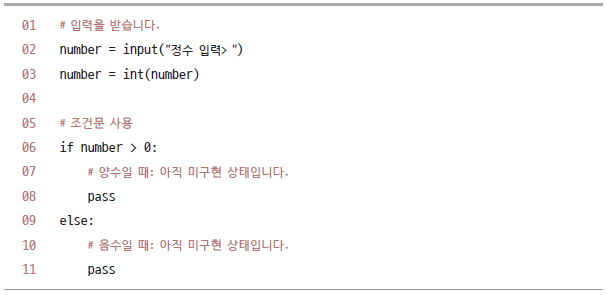 01 # 입력을 받습니다.
02 number = input("정수 입력> ")
03 number = int(number)
04
05 # 조건문 사용
06 if number > 0:
07     # 양수일 때: 아직 미구현 상태입니다.
08     pass
09 else:
10     # 음수일 때: 아직 미구현 상태입니다.
11     pass